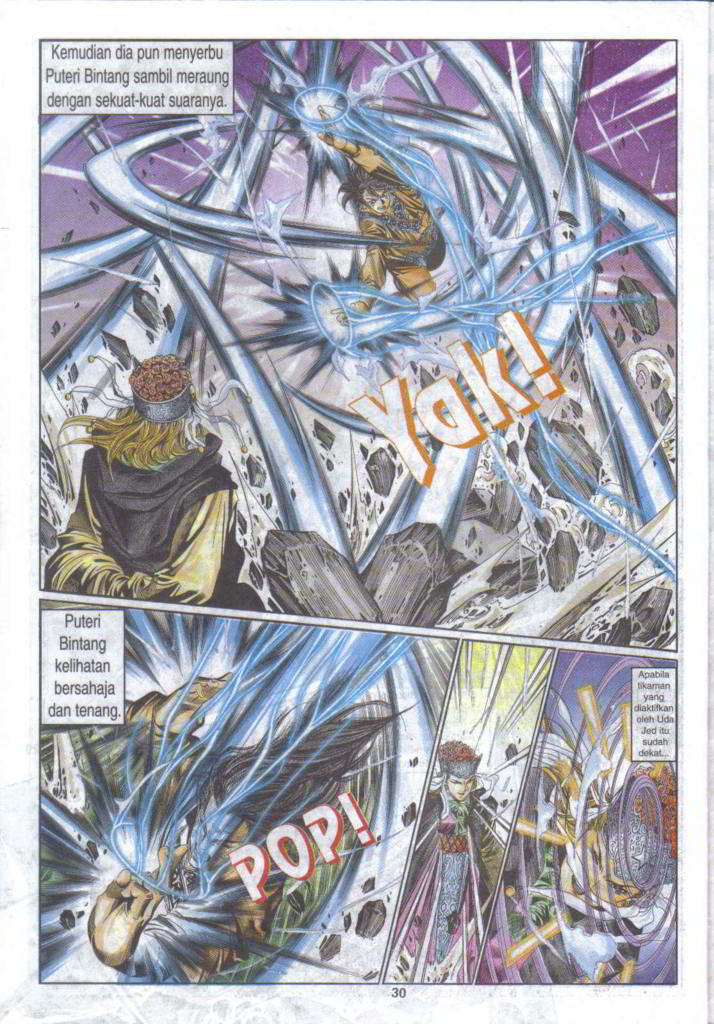 Kemudian dia pun menyerbu
Puteri Bintang sambil meraung
dengan sekuat-kuat suaranya.
Yak!
Puteri
Bintang
kelihatan
bersahaja
dan tenang.
POP!
Apabila
tikaman
yang
diaktifkan
oleh Uda
Jed itu
sudah
dekat...
30